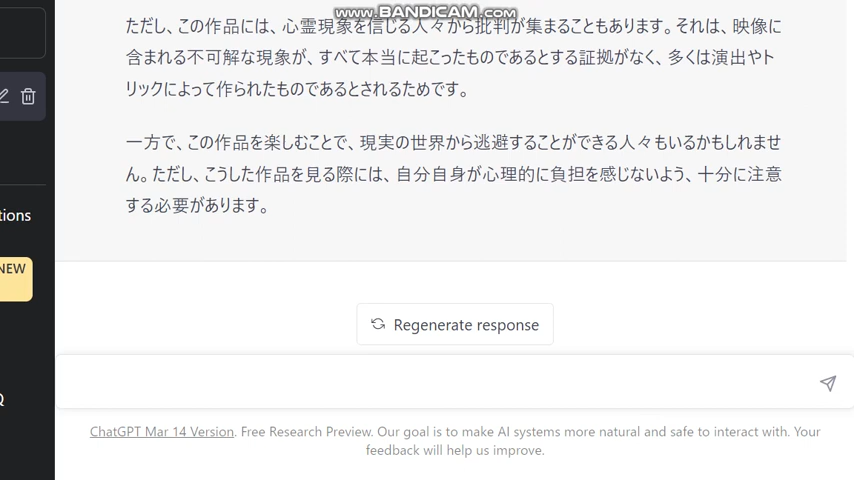 www.BANDICAM.com
ただし、この作品には、心霊現象を信じる人々から批判が集まることもあります。それは、映像に
含まれる不可解な現象が、すべて本当に起こったものであるとする証拠がなく、多くは演出やト
リックによって作られたものであるとされるためです。
一方で、この作品を楽しむことで、現実の世界から逃避することができる人々もいるかもしれませ
ん。ただし、こうした作品を見る際には、自分自身が心理的に負担を感じないよう、十分に注意
する必要があります。
tions
NEW
Regenerate response
Q
ChatGPT Mar 14 Version. Free Research Preview. Our goal is to make AI systems more natural and safe to interact with. Your
feedback will help us improve.